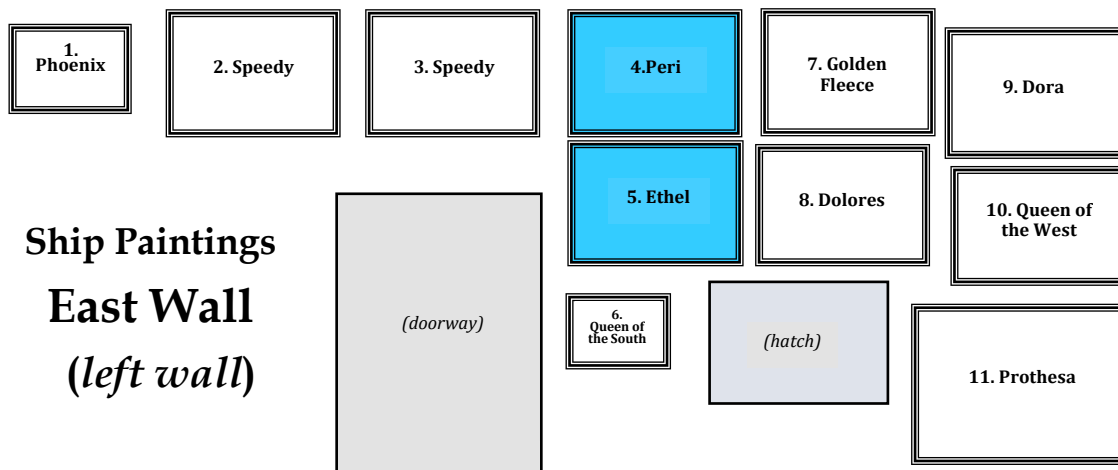 1.
Phoenix
2. Speedy
3. Speedy
4.Peri
5. Ethel
6.
Queen of
the South
7. Golden
Fleece
8. Dolores
9. Dora
10. Queen of
the West
11. Prothesa
(doorway)
(hatch)
Ship Paintings
East Wall
(left wall)